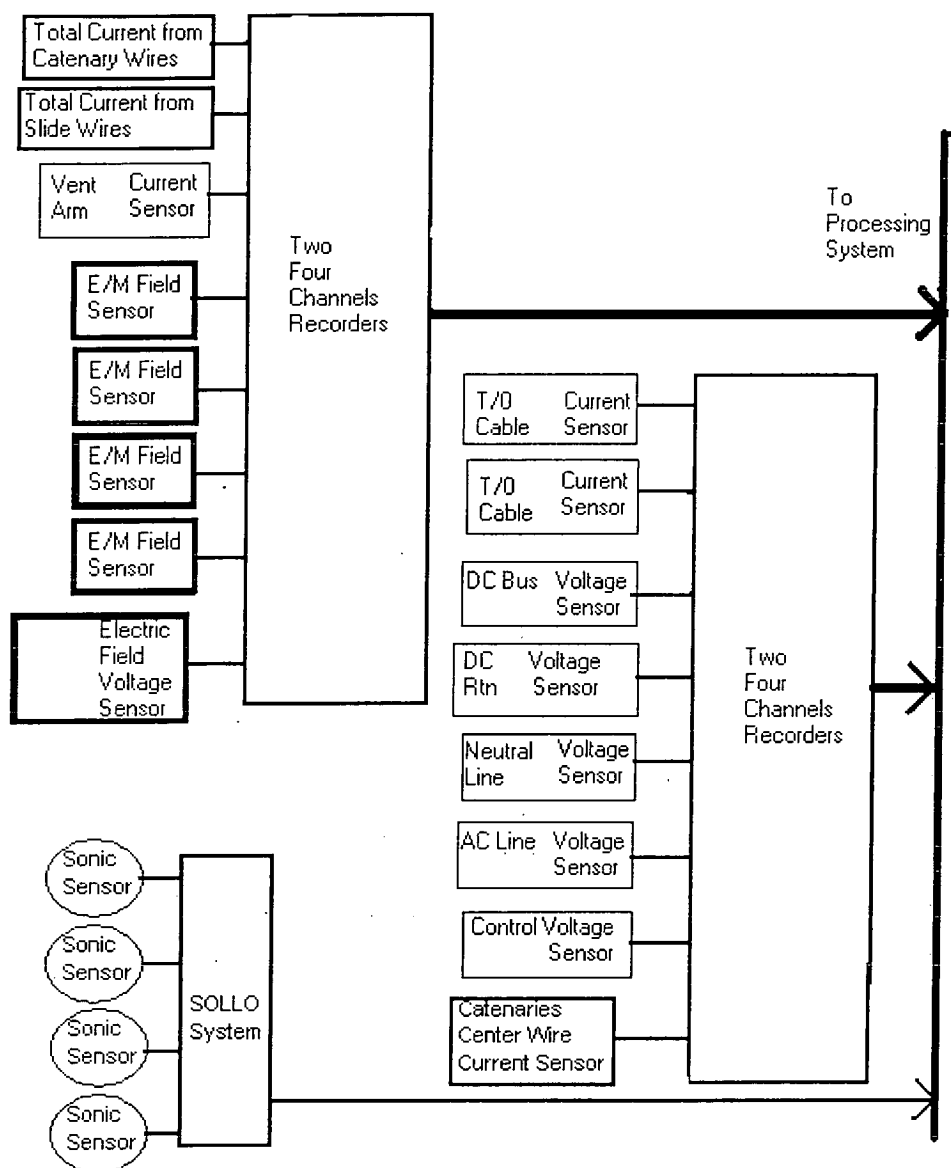 Total Current from
Catenary Wires
Total Current from
Slide Wires
Vent Current
Arm Sensor
E/M Field
Sensor
E/M Field
Sensor
E/M Field
Sensor
E/M Field
Sensor
Electric
Field
Voltage
Sensor
Two
Four
Channels
Recorders
To
Processing
System
T/O Current
Cable Sensor
T/O Current
Cable Sensor
DC Bus Voltage
Sensor
DC Voltage
Rtn Sensor
Neutral Voltage
Line Sensor
AC Line Voltage
Sensor
Control Voltage
Sensor
Catenaries
Center Wire
Current Sensor
Two
Four
Channels
Recorders
Sonic
Sensor
Sonic
Sensor
Sonic
Sensor
Sonic
Sensor
SOLLO
System